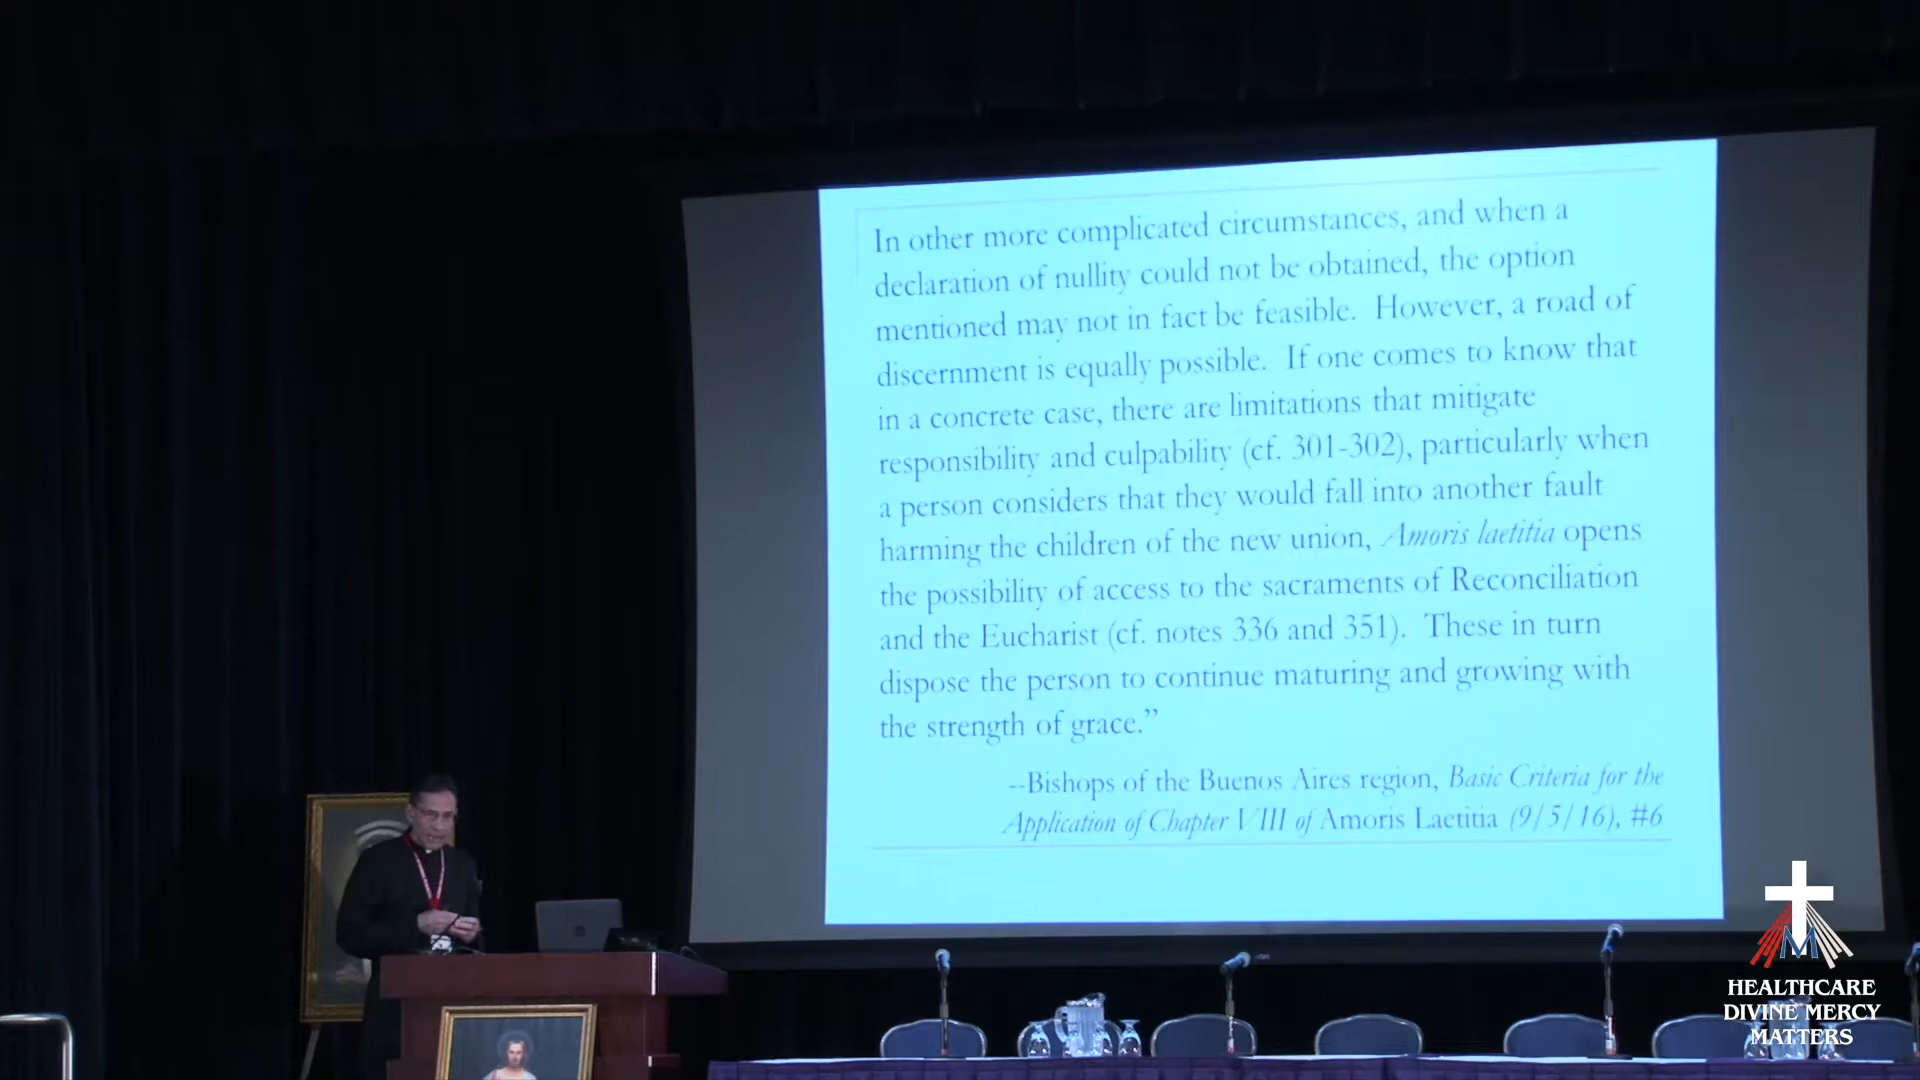 In other more complicated circumstances, and when a
declaration of nullity could not be obtained, the option
mentioned may not in fact be feasible. However, a road of
discernment is equally possible. If one comes to know that
in a concrete case, there are limitations that mitigate
responsibility and culpability (cf. 301-302), particularly when
a person considers that they would fall into another fault
harming the children of the new union, Amoris laetitia opens
the possibility of access to the sacraments of Reconciliation
and the Eucharist (cf. notes 336 and 351). These in turn
dispose the person to continue maturing and growing with
the strength of grace.”
--Bishops of the Buenos Aires region, Basic Criteria for the
Application of Chapter VIII of Amoris Laetitia (9/5/16), #6
M
HEALTHCARE
DIVINE MERCY
MATTERS